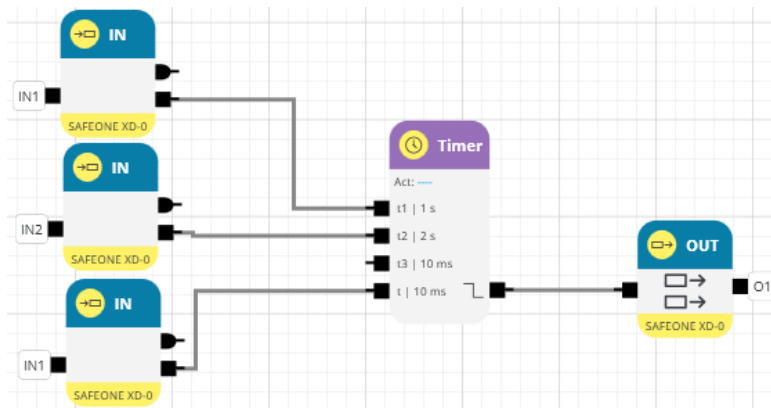 IN
IN1
SAFEONE XD-0
IN
IN2
SAFEONE XD-0
IN
IN1
SAFEONE XD-0
Timer
Act: ----
t1 | 1 s
t2 | 2 s
t3 | 10 ms
t | 10 ms
OUT
O1
SAFEONE XD-0